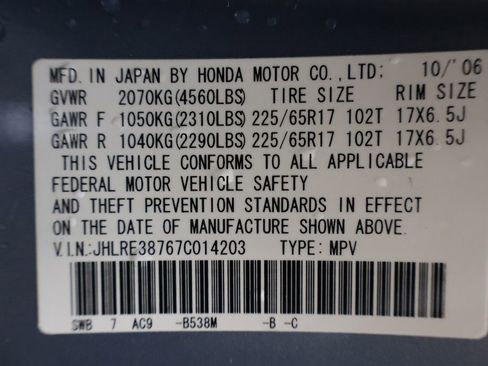 MFD. IN JAPAN BY HONDA MOTOR CO.,LTD; 10/'06
GVWR 2070KG(4560LBS) TIRE SIZE RIM SIZE
GAWR F 1050KG(2310LBS) 225/65R17 102T 17X6.5J
GAWR R 1040KG(2290LBS) 225/65R17 102T 17X6.5J
THIS VEHICLE CONFORMS TO ALL APPLICABLE
FEDERAL MOTOR VEHICLE SAFETY
AND THEFT PREVENTION STANDARDS IN EFFECT
ON THE DATE OF MANUFACTURE SHOWN ABOVE.
V.I.N:JHLRE38767C014203 TYPE: MPV
SWB 7 AC9 -B538M -B -C